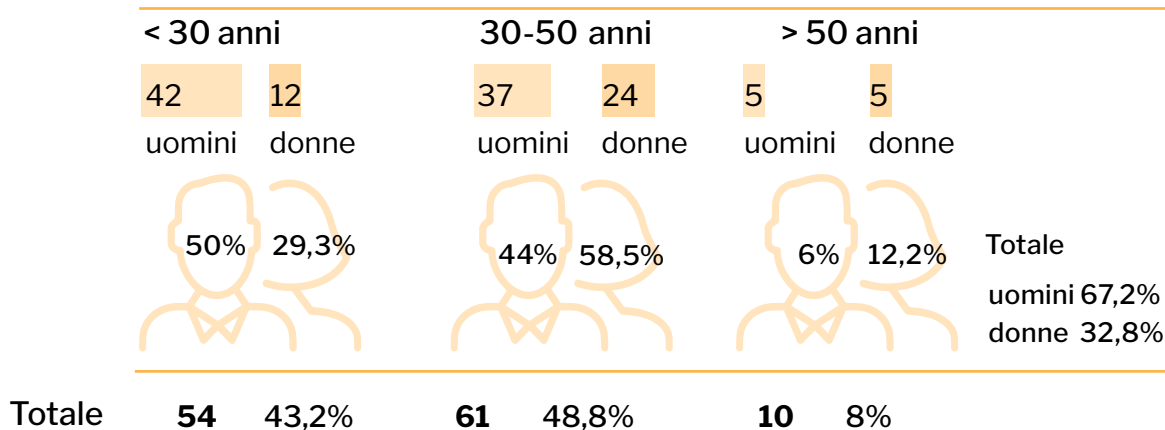 < 30 anni 30-50 anni > 50 anni
42 12 37 24 5 5
uomini donne uomini donne uomini donne
50% 29,3% 44% 58,5% 6% 12,2% Totale
uomini 67,2%
donne 32,8%
Totale 54 43,2% 61 48,8% 10 8%